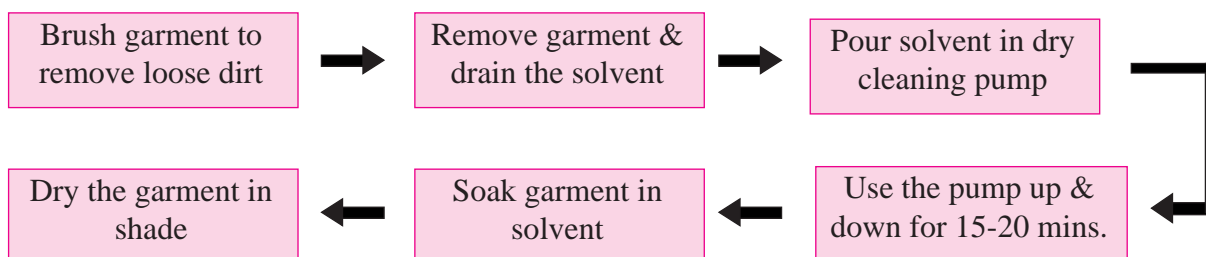 Brush garment to
remove loose dirt
Remove garment &
drain the solvent
Pour solvent in dry
cleaning pump
Use the pump up &
down for 15-20 mins.
Soak garment in
solvent
Dry the garment in
shade